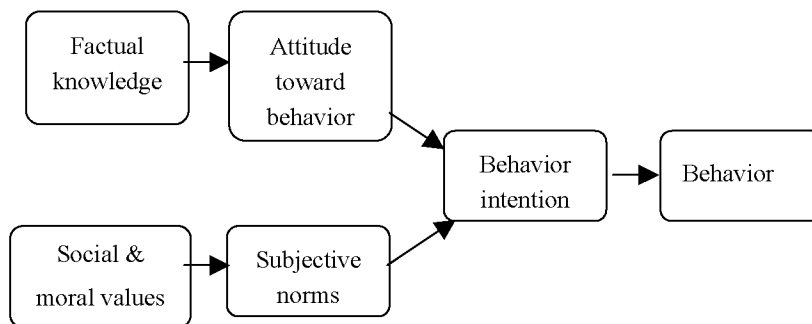 Factual
knowledge
Attitude
toward
behavior
Behavior
intention
Behavior
Social &
moral values
Subjective
norms